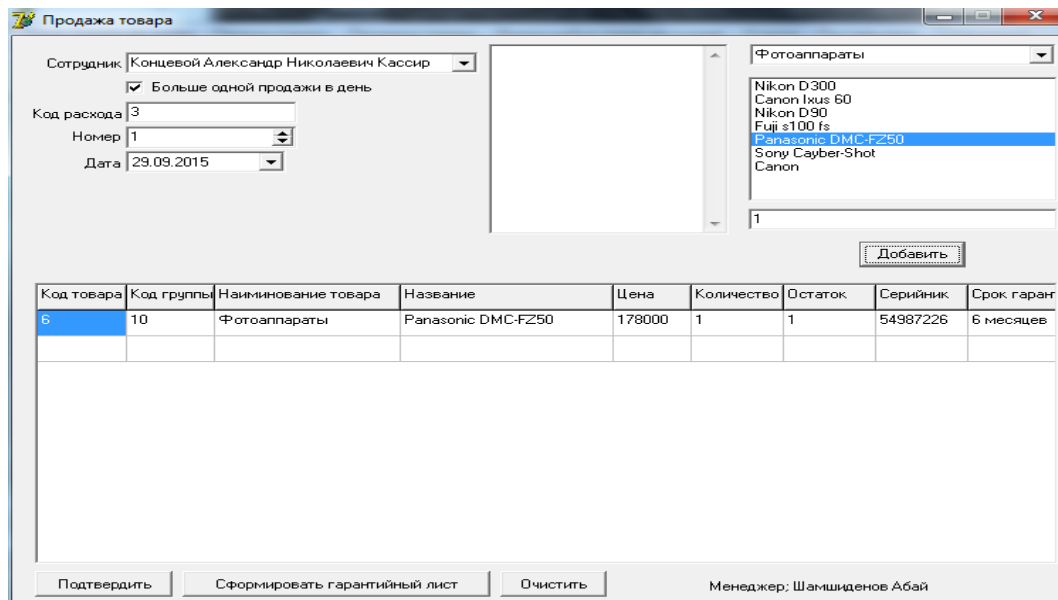 Продажа товара
Сотрудник Концевой Александр Николаевич Кассир
Больше одной продажи в день
Код расхода 3
Номер 1
Дата 29.09.2015
Фотоаппараты
Nikon D300
Canon Ixus 60
Nikon D90
Fuji s100 fs
Panasonic DMC-FZ50
Sony Cayber-Shot
Canon
1
Добавить
Код товара Код группы Наиминование товара Название Цена Количество Остаток Серийник Срок гарант
6 10 Фотоаппараты Panasonic DMC-FZ50 178000 1 1 54987226 6 месяцев
Подтвердить Сформировать гарантийный лист Очистить Менеджер; Шамшиденов Абай